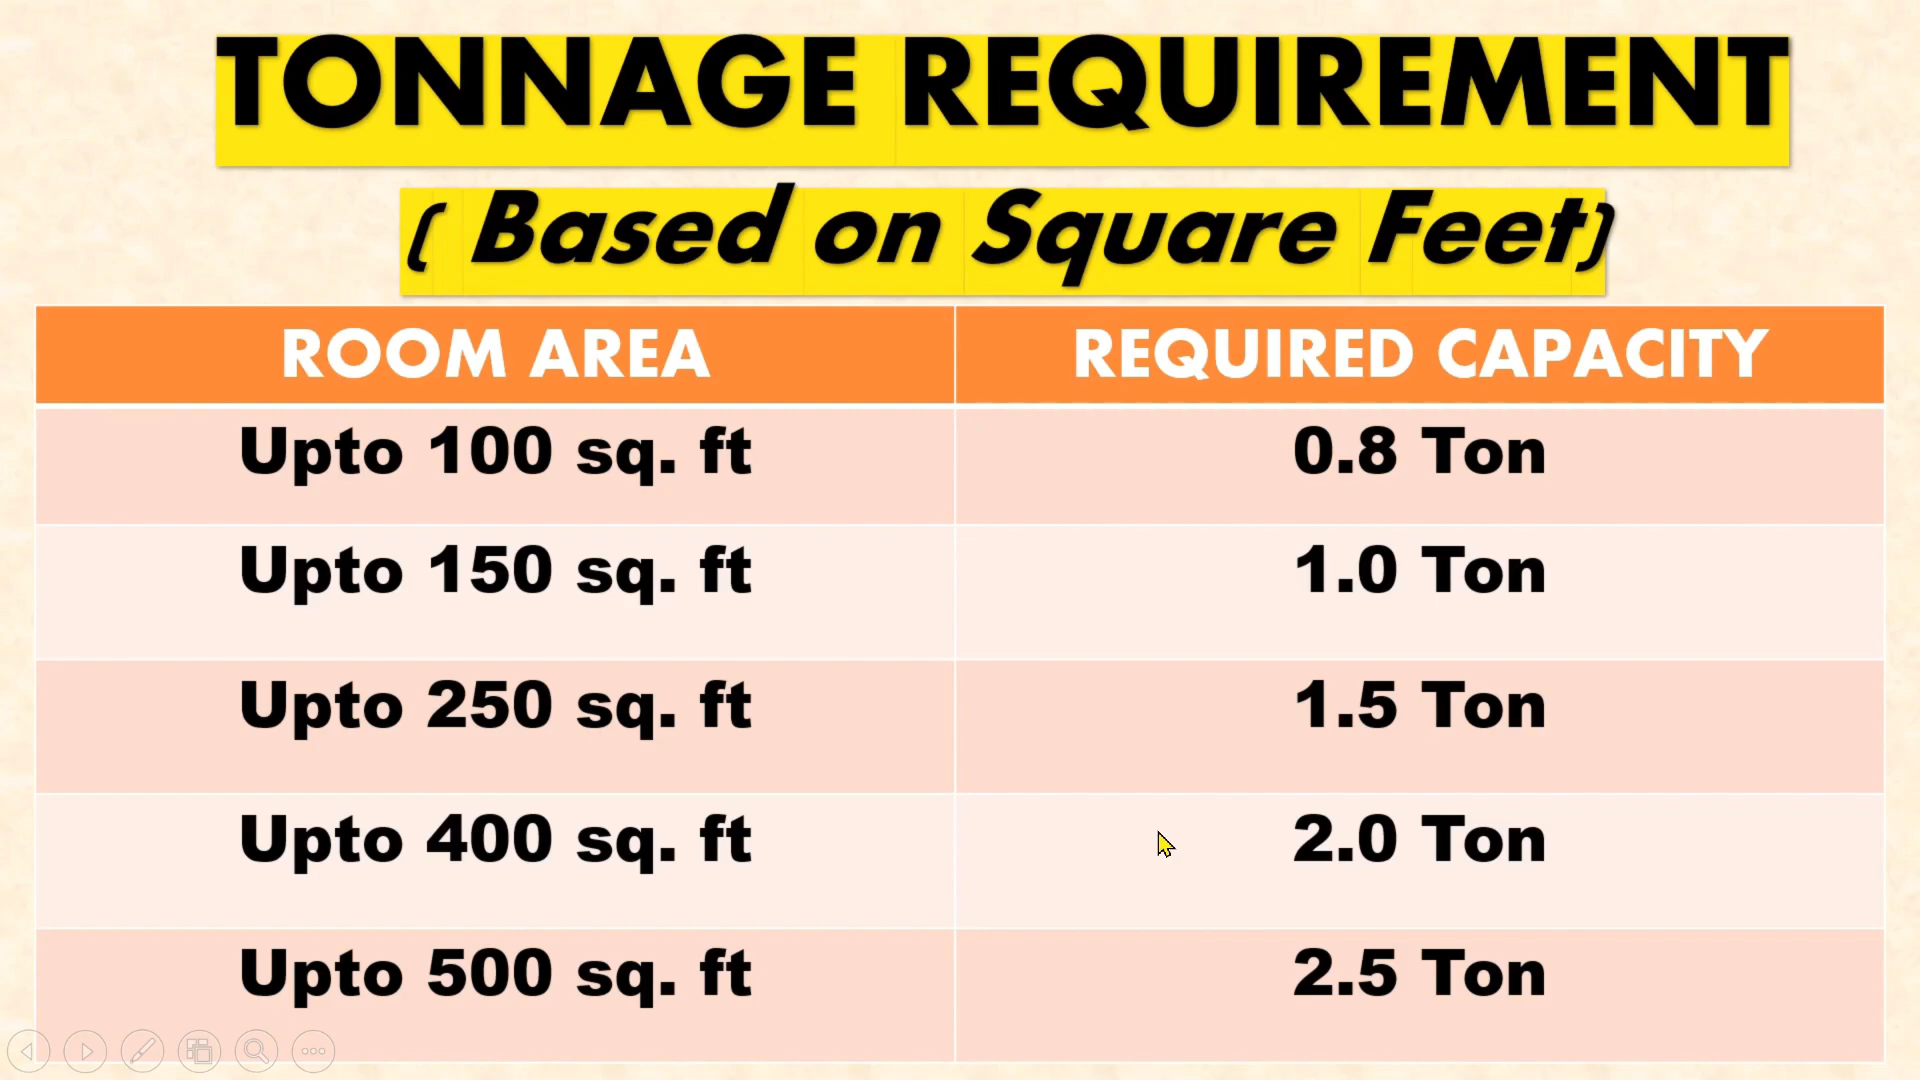 TONNAGE REQUIREMENT
( Based on Square Feet)
ROOM AREA REQUIRED CAPACITY
Upto 100 sq. ft 0.8 Ton
Upto 150 sq. ft 1.0 Ton
Upto 250 sq. ft 1.5 Ton
Upto 400 sq. ft 2.0 Ton
Upto 500 sq. ft 2.5 Ton